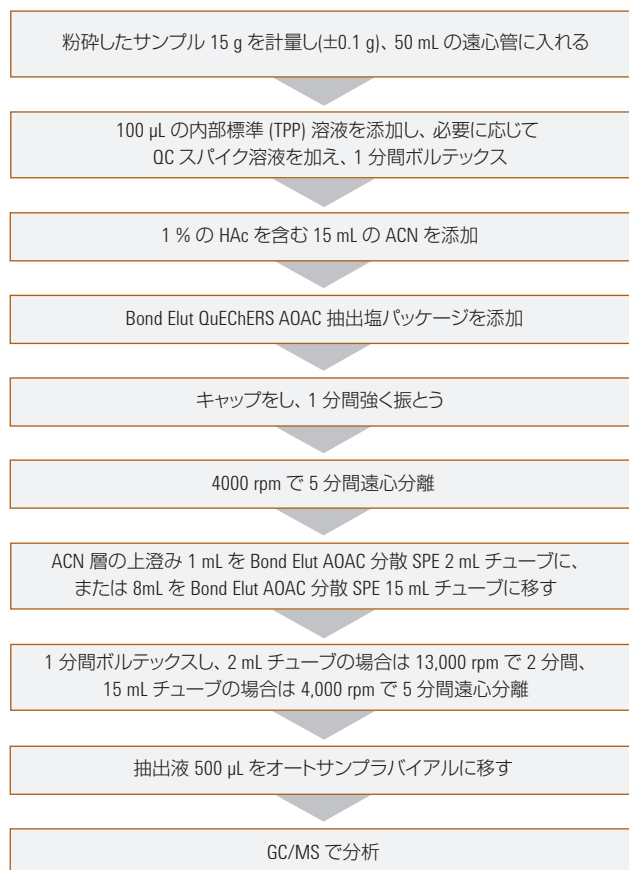 粉砕したサンプル 15 g を計量し(±0.1 g)、50 mL の遠心管に入れる
100 µL の内部標準 (TPP) 溶液を添加し、必要に応じて
QC スパイク溶液を加え、1 分間ボルテックス
1 % の HAc を含む 15 mL の ACN を添加
Bond Elut QuEChERS AOAC 抽出塩パッケージを添加
キャップをし、1 分間強く振とう
4000 rpm で 5 分間遠心分離
ACN 層の上澄み 1 mL を Bond Elut AOAC 分散 SPE 2 mL チューブに、
または 8mL を Bond Elut AOAC 分散 SPE 15 mL チューブに移す
1 分間ボルテックスし、2 mL チューブの場合は 13,000 rpm で 2 分間、
15 mL チューブの場合は 4,000 rpm で 5 分間遠心分離
抽出液 500 µL をオートサンプラバイアルに移す
GC/MS で分析